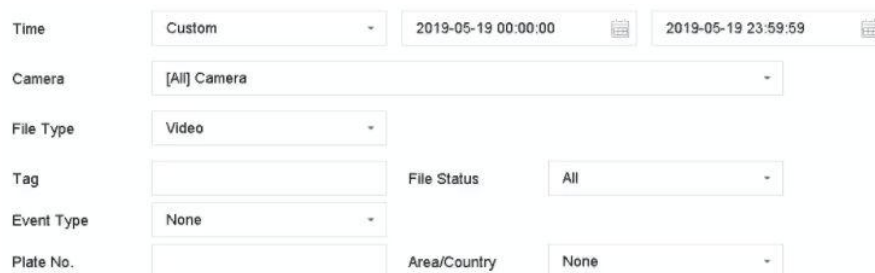 Time Custom 2019-05-19 00:00:00 2019-05-19 23:59:59
Camera [All] Camera
File Type Video
Tag File Status All
Event Type None
Plate No. Area/Country None